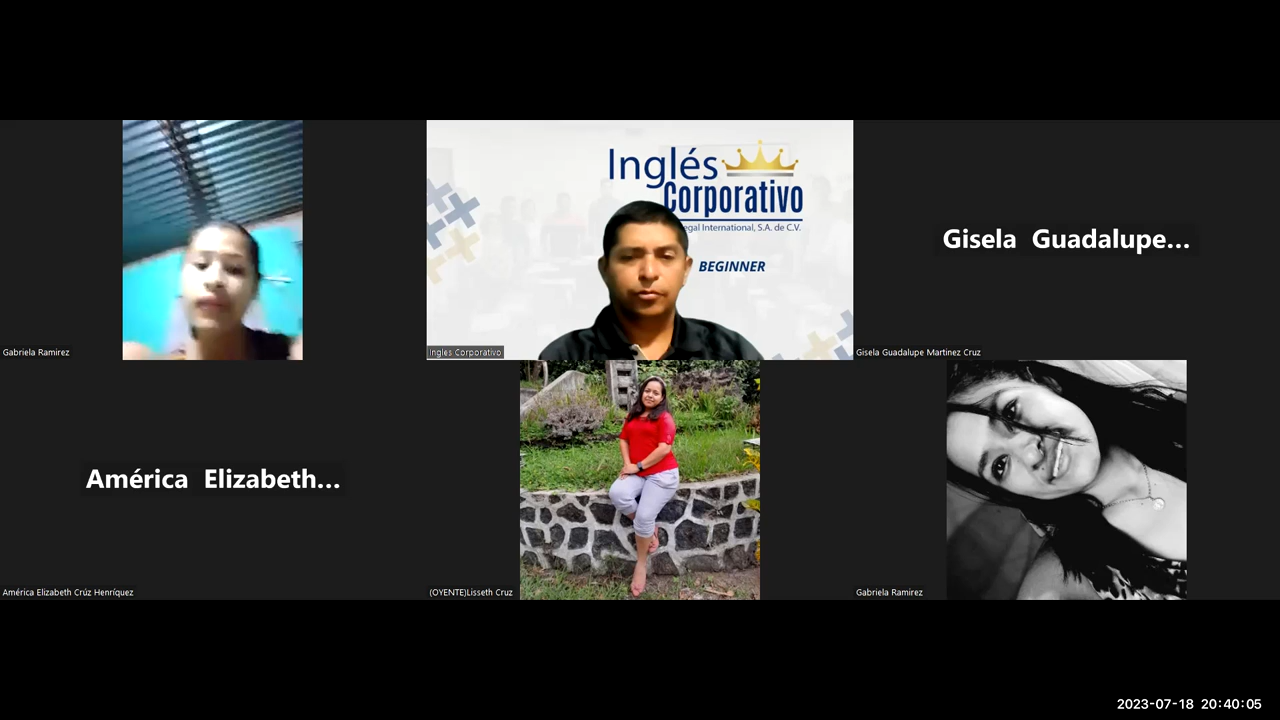 Inglés
Corporativo
egal International, S.A. de C.V.
BEGINNER
Gisela Guadalupe...
Gabriela Ramirez
Ingles Corporativo
Gisela Guadalupe Martinez Cruz
América Elizabeth...
América Elizabeth Crúz Henríquez
(OYENTE)Lisseth Cruz
Gabriela Ramirez
2023-07-18 20:40:05